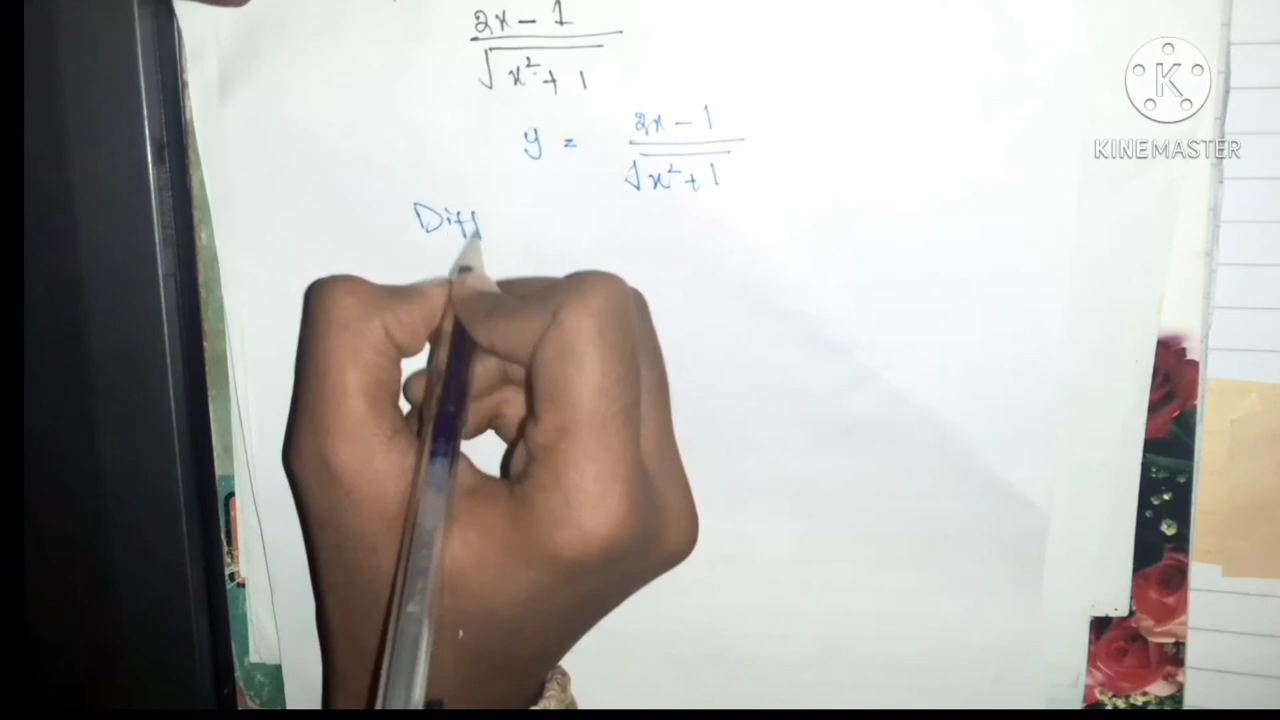 2x - 1
√x² + 1
y = 2x - 1
√x² + 1
Diff
K
KINEMASTER